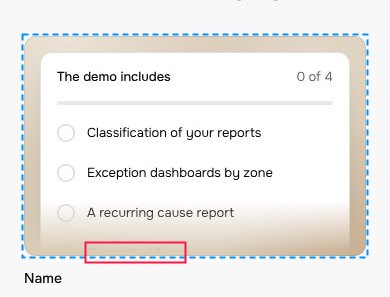 The demo includes
0 of 4
Classification of your reports
Exception dashboards by zone
A recurring cause report
Name